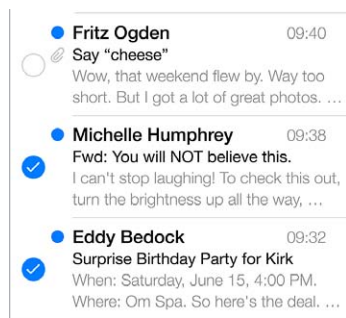 Fritz Ogden 09:40
Say “cheese”
Wow, that weekend flew by. Way too
short. But I got a lot of great photos. …
Michelle Humphrey 09:38
Fwd: You will NOT believe this.
I can't stop laughing! To check this out,
turn the brightness up all the way, …
Eddy Bedock 09:32
Surprise Birthday Party for Kirk
When: Saturday, June 15, 4:00 PM.
Where: Om Spa. So here's the deal. …